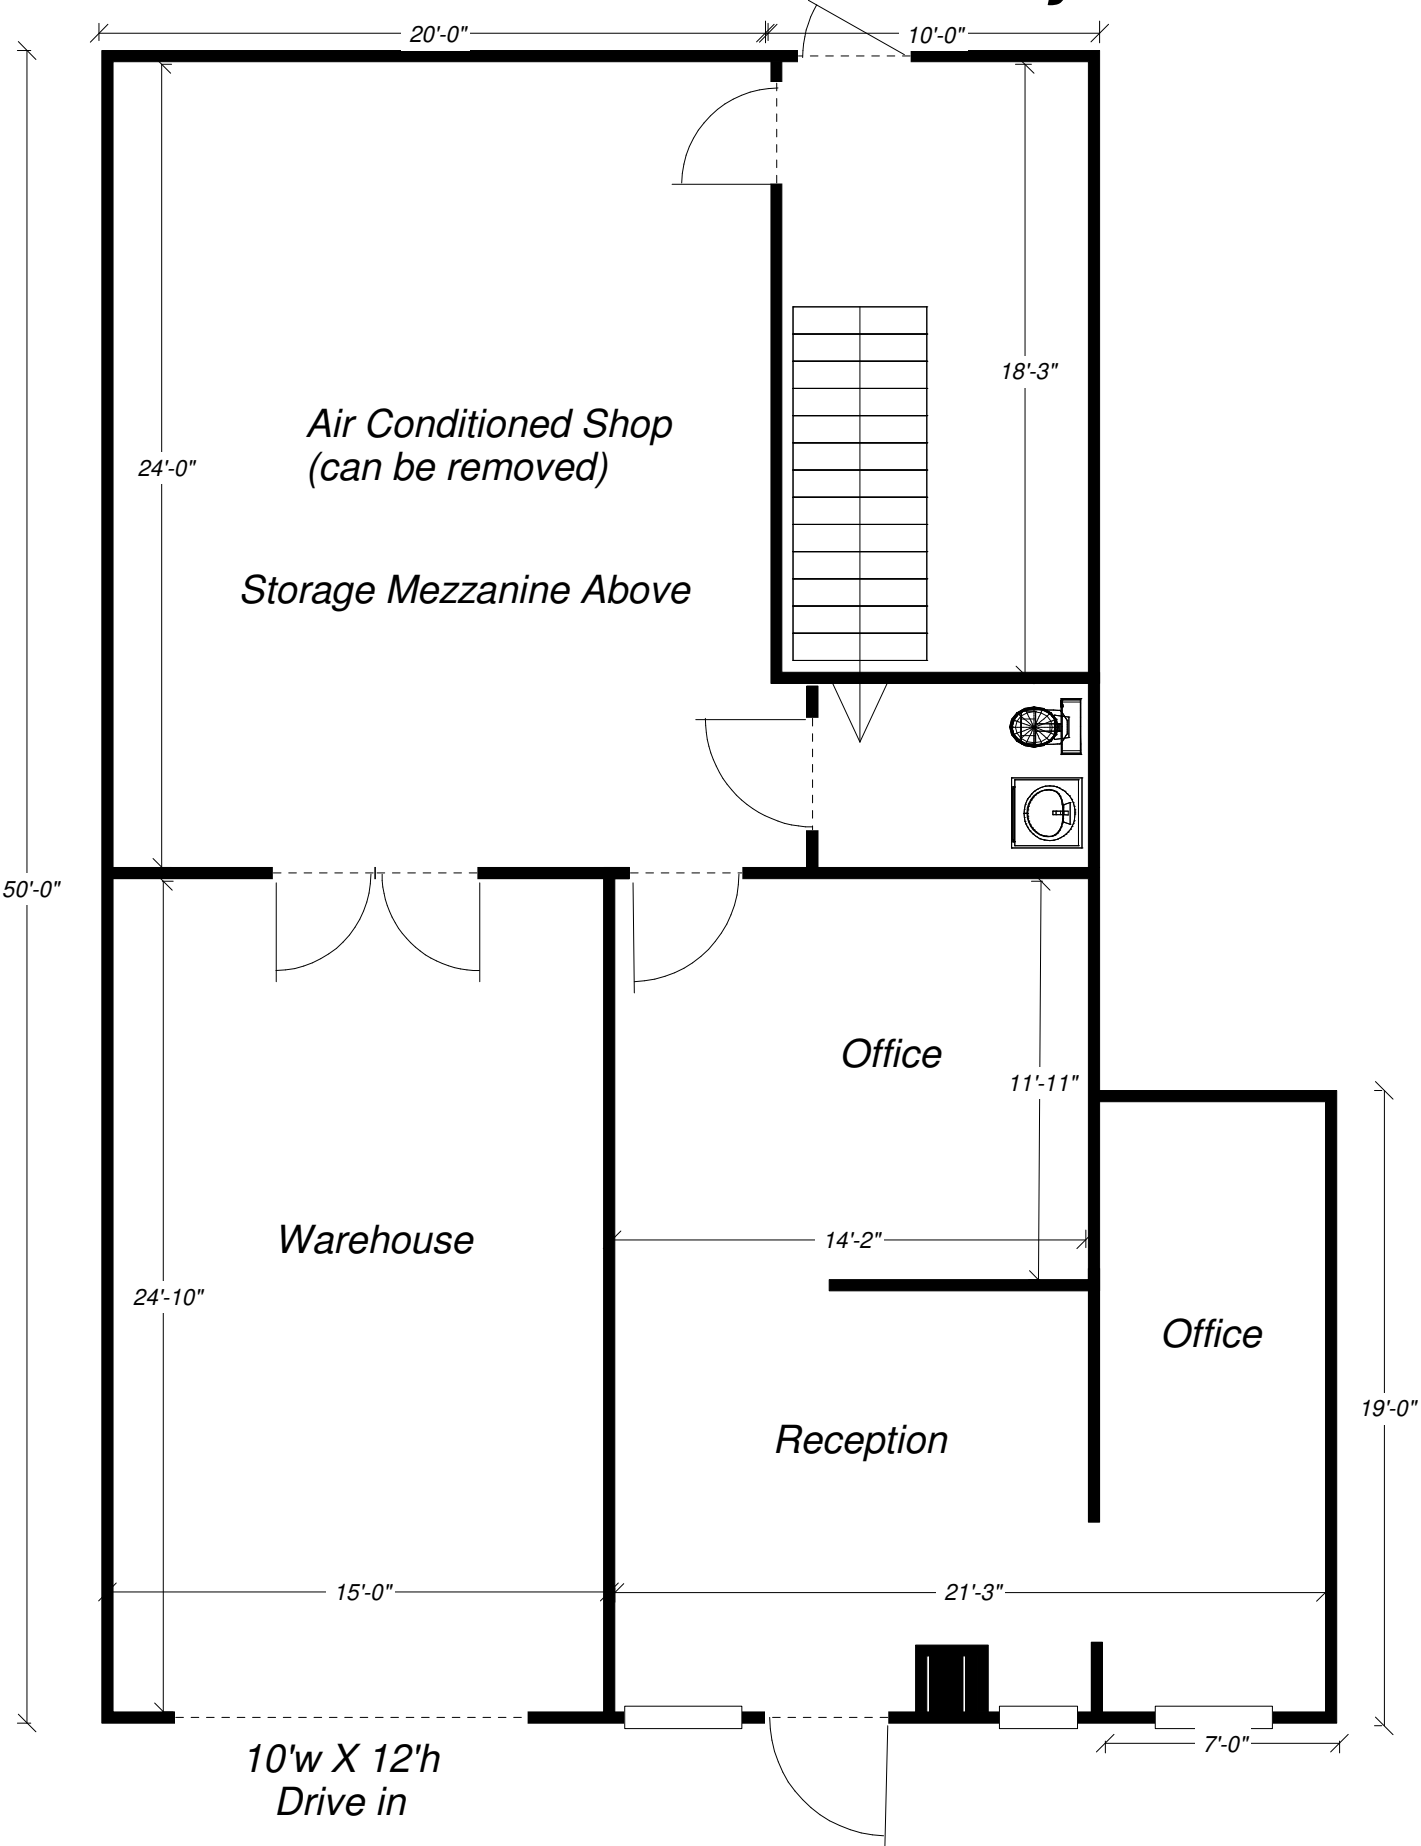 20'-0"
10'-0"
18'-3"
Air Conditioned Shop
(can be removed)
24'-0"
Storage Mezzanine Above
50'-0"
Office
11'-11"
Warehouse
14'-2"
24'-10"
Office
19'-0"
Reception
15'-0"
21'-3"
7'-0"
10'w X 12'h
Drive in